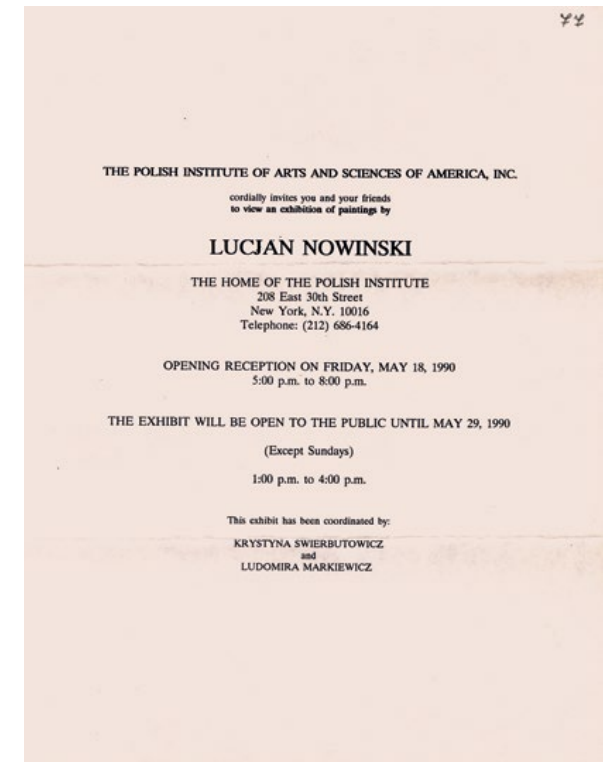 77
THE POLISH INSTITUTE OF ARTS AND SCIENCES OF AMERICA, INC.
cordially invites you and your friends
to view an exhibition of paintings by
LUCJAN NOWINSKI
THE HOME OF THE POLISH INSTITUTE
208 East 30th Street
New York, N.Y. 10016
Telephone: (212) 686-4164
OPENING RECEPTION ON FRIDAY, MAY 18, 1990
5:00 p.m. to 8:00 p.m.
THE EXHIBIT WILL BE OPEN TO THE PUBLIC UNTIL MAY 29, 1990
(Except Sundays)
1:00 p.m. to 4:00 p.m.
This exhibit has been coordinated by:
KRYSTYNA SWIERBUTOWICZ
and
LUDOMIRA MARKIEWICZ